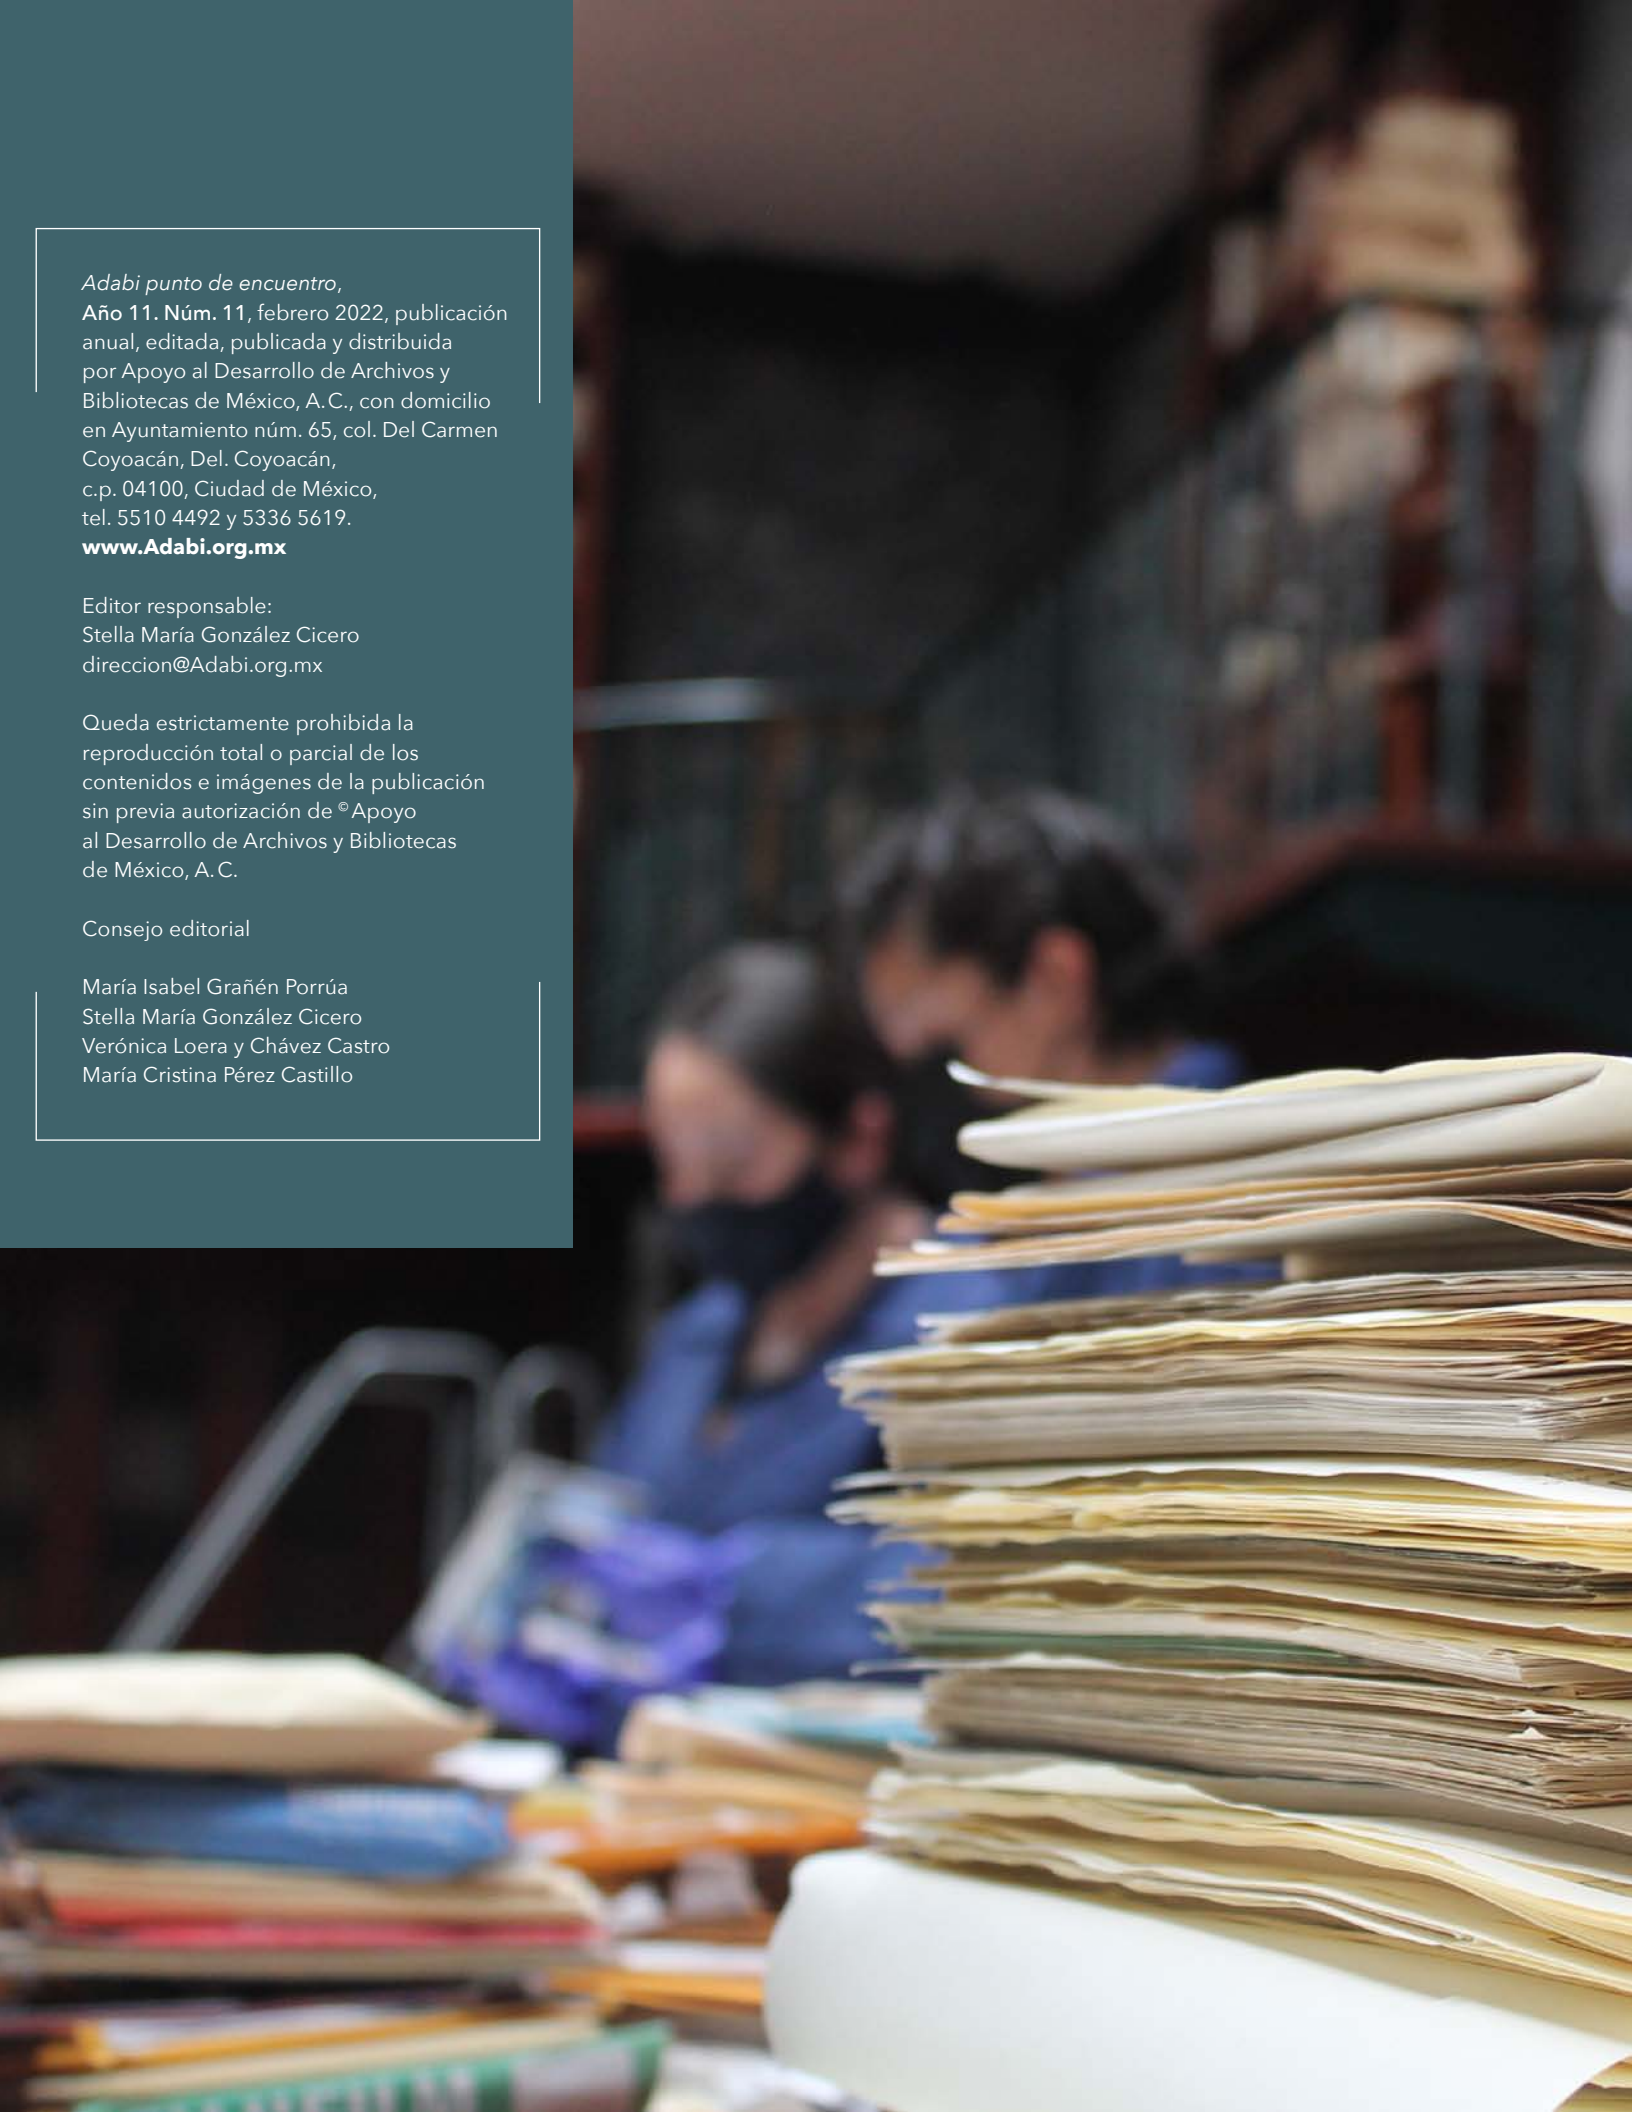 Adabi punto de encuentro,
Año 11. Núm. 11, febrero 2022, publicación
anual, editada, publicada y distribuida
por Apoyo al Desarrollo de Archivos y
Bibliotecas de México, A.C., con domicilio
en Ayuntamiento núm. 65, col. Del Carmen
Coyoacán, Del. Coyoacán,
c.p. 04100, Ciudad de México,
tel. 5510 4492 y 5336 5619.
www.Adabi.org.mx
Editor responsable:
Stella María González Cicero
direccion@Adabi.org.mx
Queda estrictamente prohibida la
reproducción total o parcial de los
contenidos e imágenes de la publicación
sin previa autorización de © Apoyo
al Desarrollo de Archivos y Bibliotecas
de México, A.C.
Consejo editorial
María Isabel Grañén Porrúa
Stella María González Cicero
Verónica Loera y Chávez Castro
María Cristina Pérez Castillo